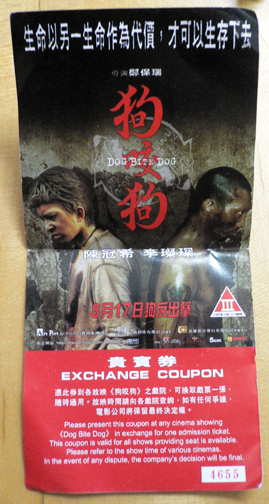 生命以另一生命作為代價，才可以生存下去
導演 鄭保瑞
狗咬狗
DOG BITE DOG
陳冠希 李璨琛
8月17日狗反出擊
III
5cm
貴賓券
EXCHANGE COUPON
憑此券到各放映《狗咬狗》之戲院，可換取戲票一張，
隨時通用。放映時間請向各戲院查詢，如有任何爭議，
電影公司將保留最終決定權。
Please present this coupon at any cinema showing
《Dog Bite Dog》 in exchange for one admission ticket.
This coupon is valid for all shows providing seat is available.
Please refer to the show time of various cinemas.
In the event of any dispute, the company's decision will be final.
4655